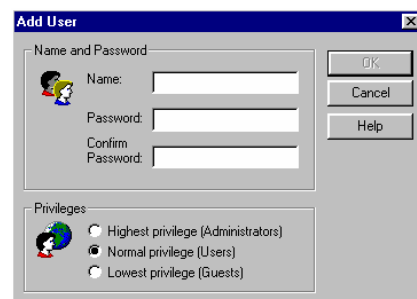 Add User
Name and Password
Name:
Password:
Confirm
Password:
OK
Cancel
Help
Privileges
Highest privilege (Administrators)
Normal privilege (Users)
Lowest privilege (Guests)